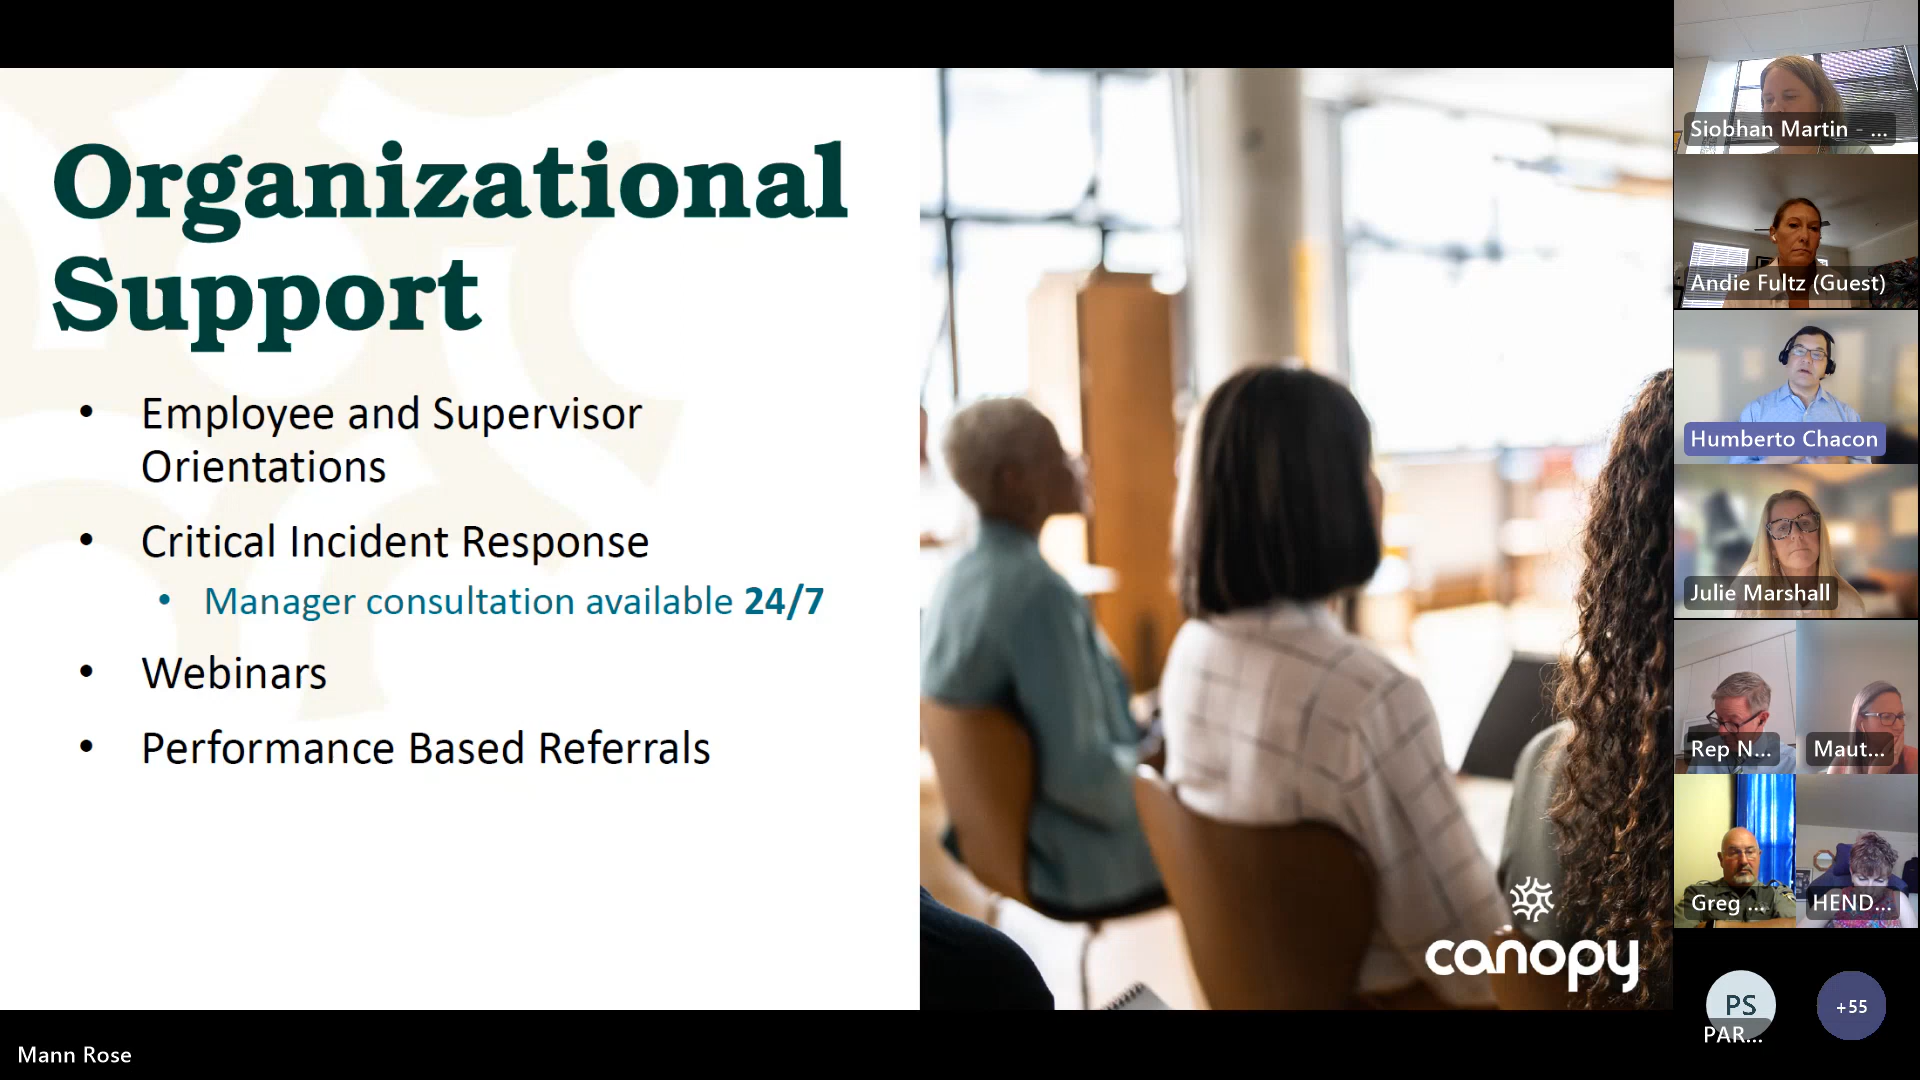 Organizational
Support
• Employee and Supervisor
Orientations
• Critical Incident Response
• Manager consultation available 24/7
• Webinars
• Performance Based Referrals
canopy
Siobhan Martin - ...
Andie Fultz (Guest)
Humberto Chacon
Julie Marshall
Rep N...
Maut...
Greg ...
HEND...
PS
PAR...
+55
Mann Rose